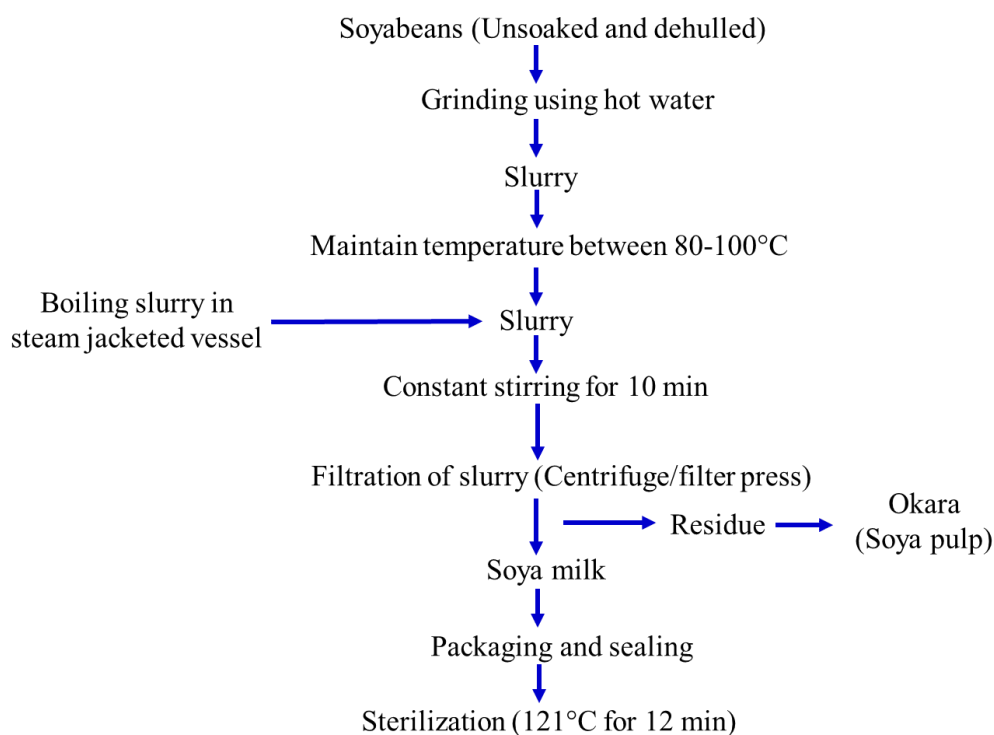 Soyabeans (Unsoaked and dehulled)
Grinding using hot water
Slurry
Maintain temperature between 80-100°C
Boiling slurry in
steam jacketed vessel
Slurry
Constant stirring for 10 min
Filtration of slurry (Centrifuge/filter press)
Residue
Okara
(Soya pulp)
Soya milk
Packaging and sealing
Sterilization (121°C for 12 min)